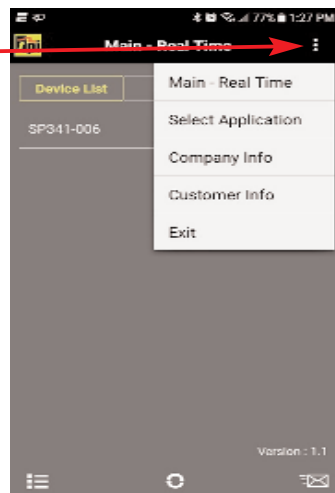 77% 1:27 PM
Main - Real Time
Device List
SP341-006
Main - Real Time
Select Application
Company Info
Customer Info
Exit
Version : 1.1